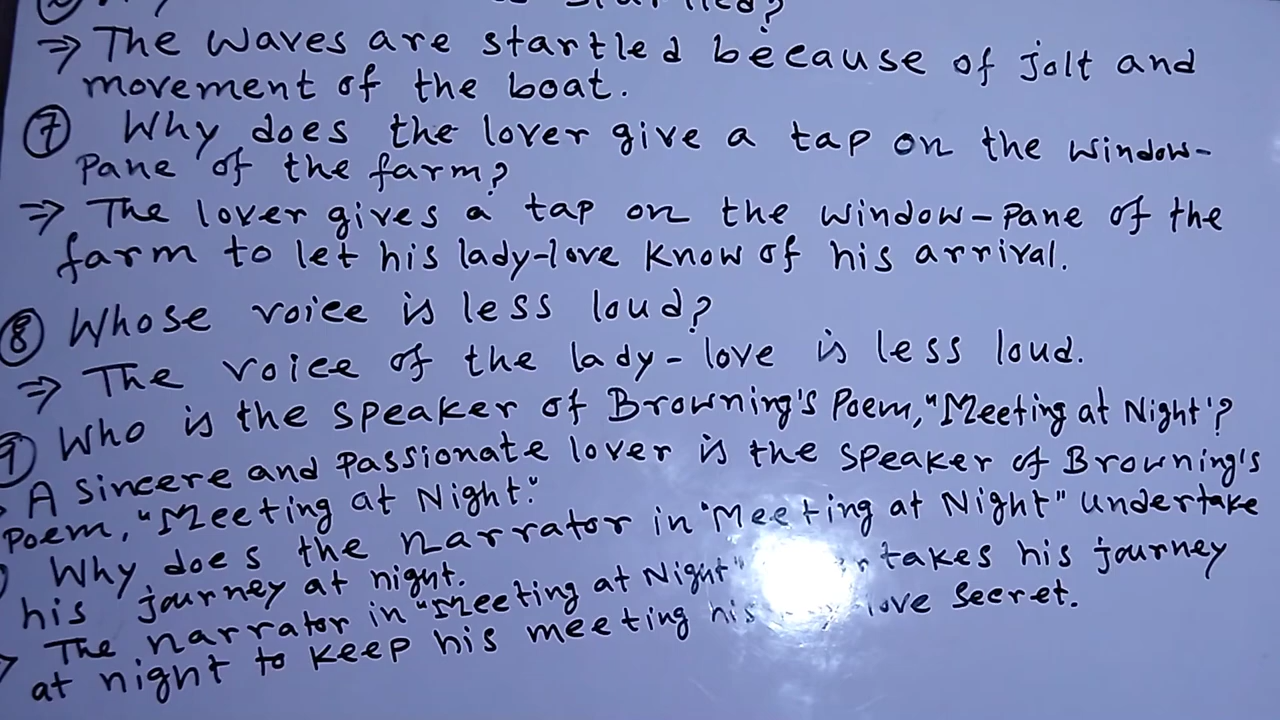 startled?
⇒ The waves are startled because of jolt and
movement of the boat.
⑦ Why does the lover give a tap on the window-
pane of the farm?
⇒ The lover gives a tap on the window-pane of the
farm to let his lady-love know of his arrival.
⑧ Whose voice is less loud?
⇒ The voice of the lady-love is less loud.
⑨ Who is the speaker of Browning's Poem, "Meeting at Night'?
A sincere and passionate lover is the speaker of Browning's
Poem, "Meeting at Night."
Why does the narrator in "Meeting at Night" undertake
his journey at night.
The narrator in "Meeting at Night" takes his journey
at night to keep his meeting his love secret.